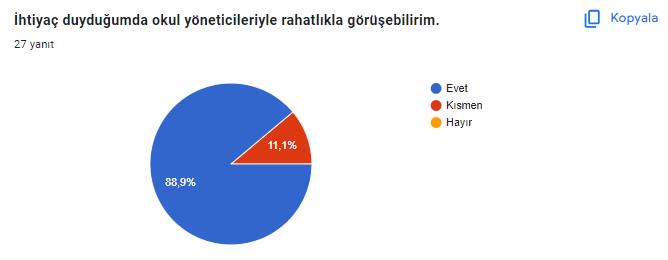 İhtiyaç duyduğumda okul yöneticileriyle rahatlıkla görüşebilirim.
Kopyala
27 yanıt
Evet
Kısmen
Hayır
11,1%
88,9%